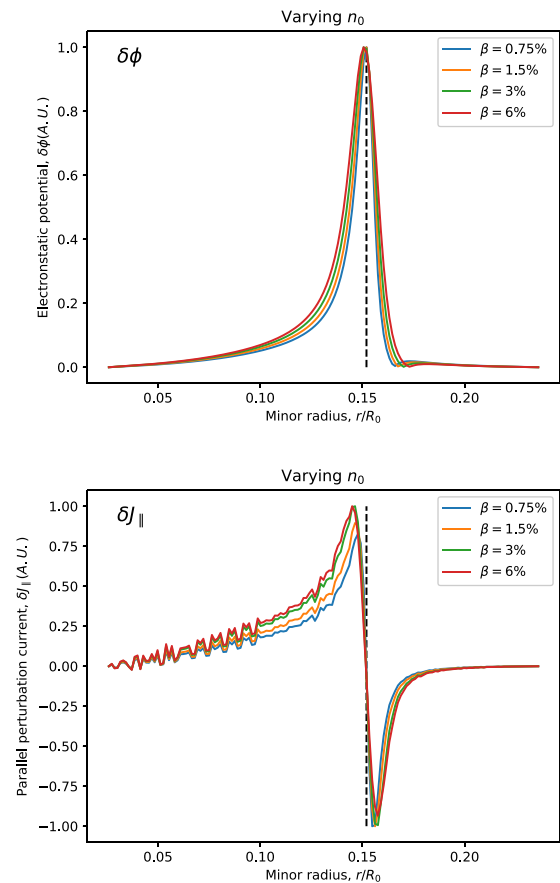 Varying n₀
δϕ
β = 0.75%
β = 1.5%
β = 3%
β = 6%
Electronstatic potential, δϕ(A.U.)
1.0
0.8
0.6
0.4
0.2
0.0
0.05 0.10 0.15 0.20
Minor radius, r/R₀
Varying n₀
δJ∥
β = 0.75%
β = 1.5%
β = 3%
β = 6%
Parallel perturbation current, δJ∥(A.U.)
1.00
0.75
0.50
0.25
0.00
−0.25
−0.50
−0.75
−1.00
0.05 0.10 0.15 0.20
Minor radius, r/R₀